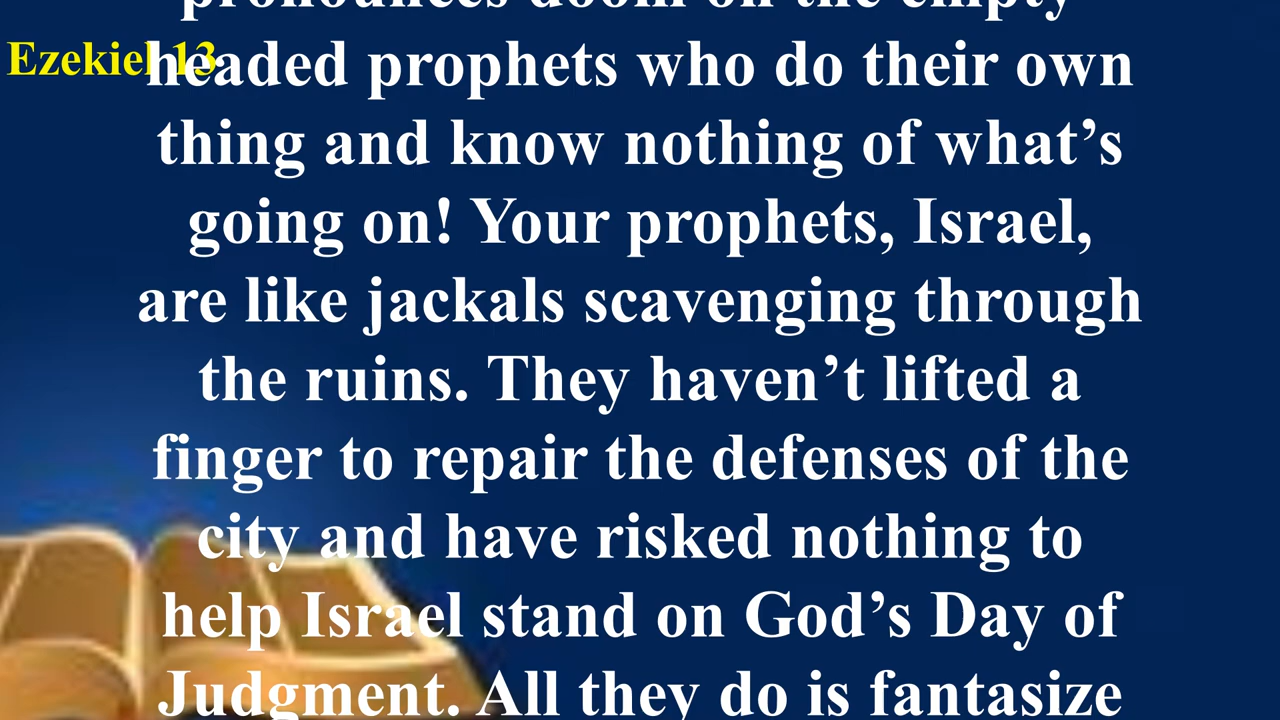 pronounces doom on the empty
Ezekiel 13
headed prophets who do their own
thing and know nothing of what’s
going on! Your prophets, Israel,
are like jackals scavenging through
the ruins. They haven’t lifted a
finger to repair the defenses of the
city and have risked nothing to
help Israel stand on God’s Day of
Judgment. All they do is fantasize